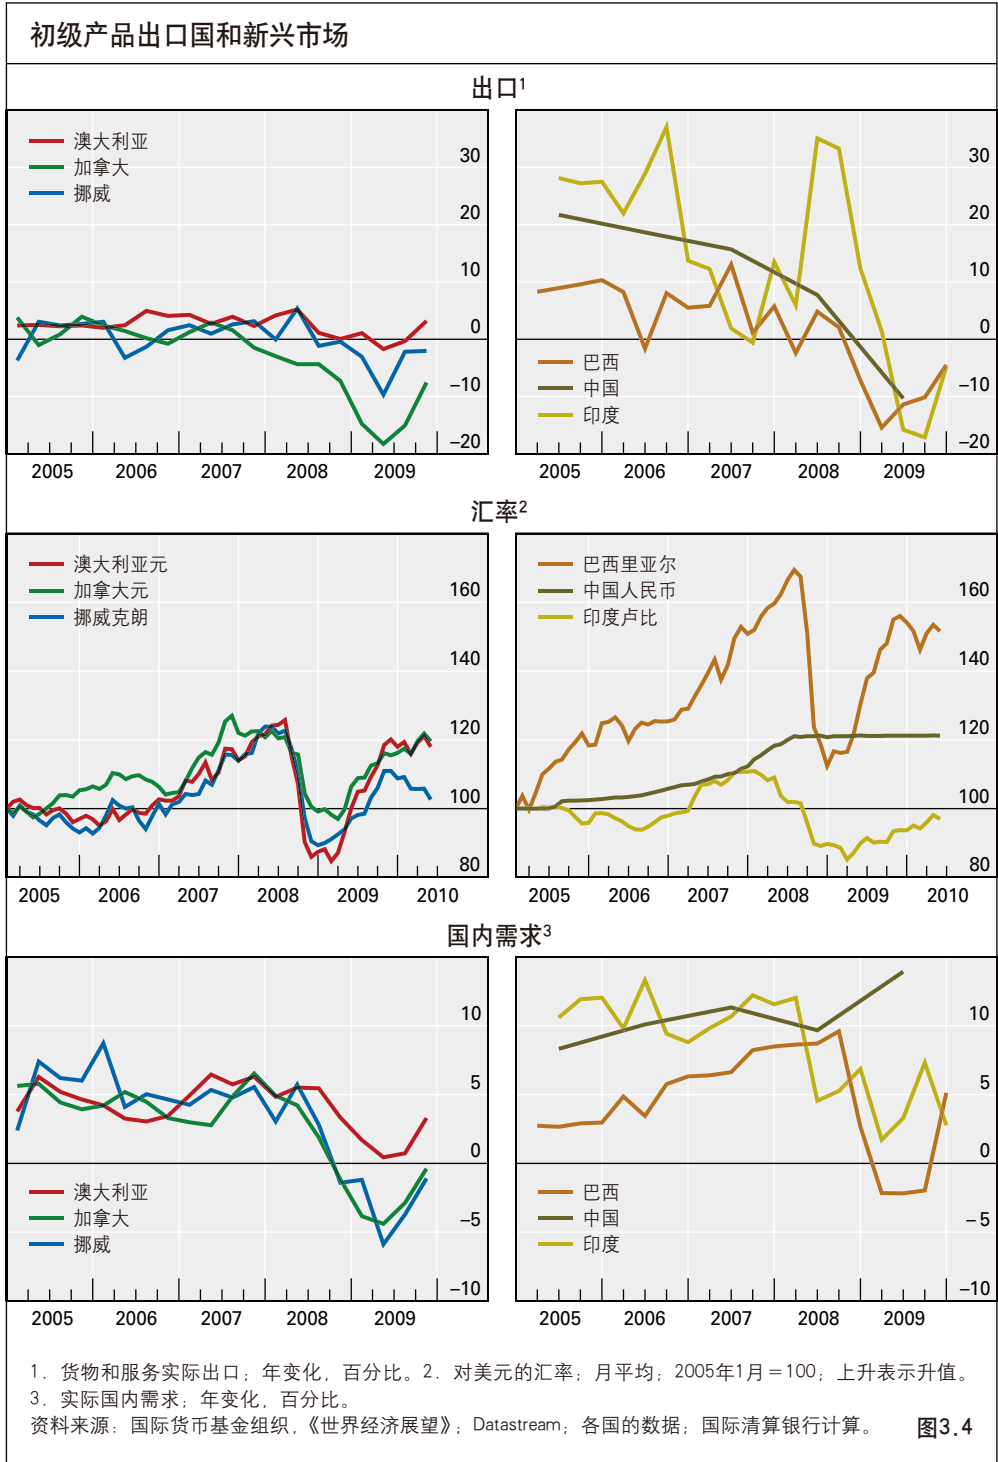 初级产品出口国和新兴市场
出口1
澳大利亚
加拿大
挪威
30
20
10
0
–10
–20
2005 2006 2007 2008 2009
30
20
10
0
巴西
中国
印度
–10
–20
2005 2006 2007 2008 2009
汇率2
澳大利亚元
加拿大元
挪威克朗
160
140
120
100
80
2005 2006 2007 2008 2009 2010
巴西里亚尔
中国人民币
印度卢比
160
140
120
100
80
2005 2006 2007 2008 2009 2010
国内需求3
10
5
0
澳大利亚
加拿大
挪威
–5
–10
2005 2006 2007 2008 2009
10
5
0
巴西
中国
印度
–5
–10
2005 2006 2007 2008 2009
1. 货物和服务实际出口；年变化，百分比。2. 对美元的汇率；月平均；2005年1月＝100；上升表示升值。
3. 实际国内需求；年变化，百分比。
资料来源：国际货币基金组织，《世界经济展望》；Datastream；各国的数据；国际清算银行计算。 图3.4